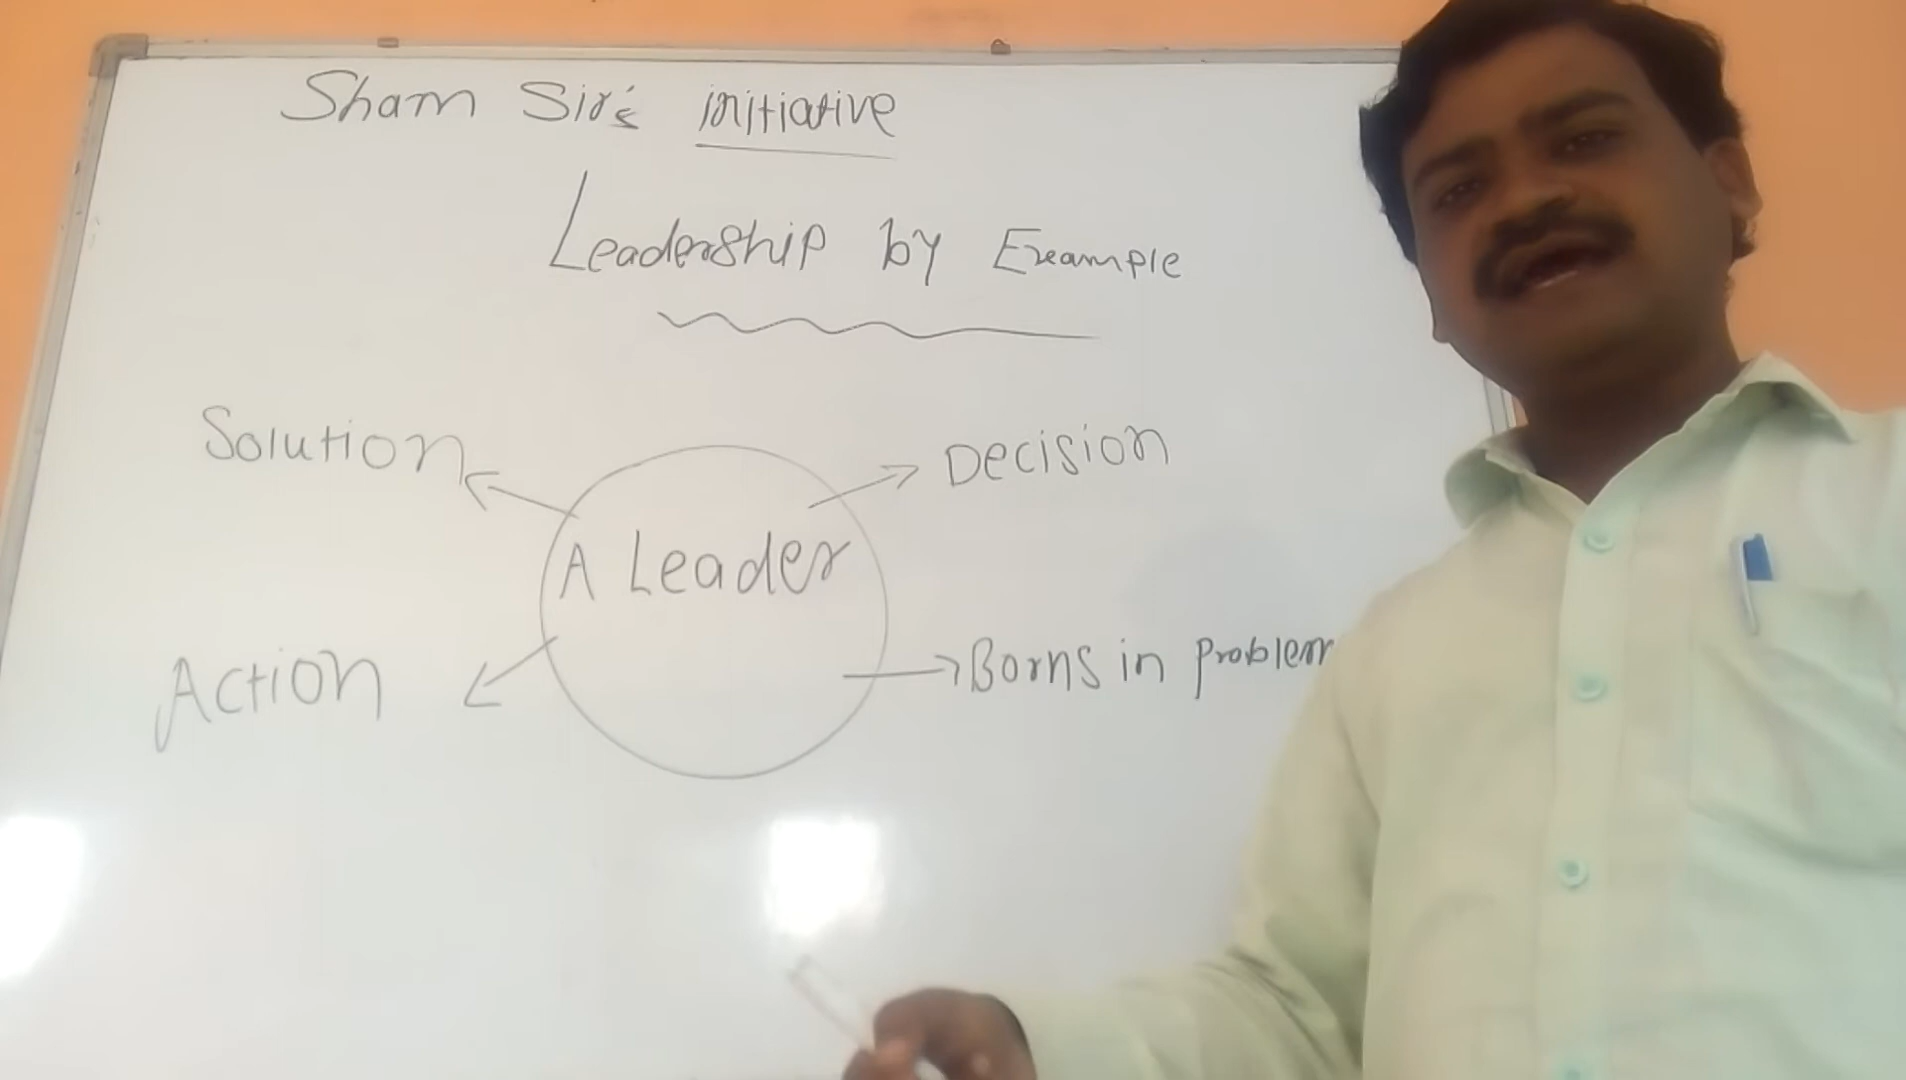 Sham Sir's initiative
Leadership by Example
Solution
Decision
A Leader
Action
Borns in Problem